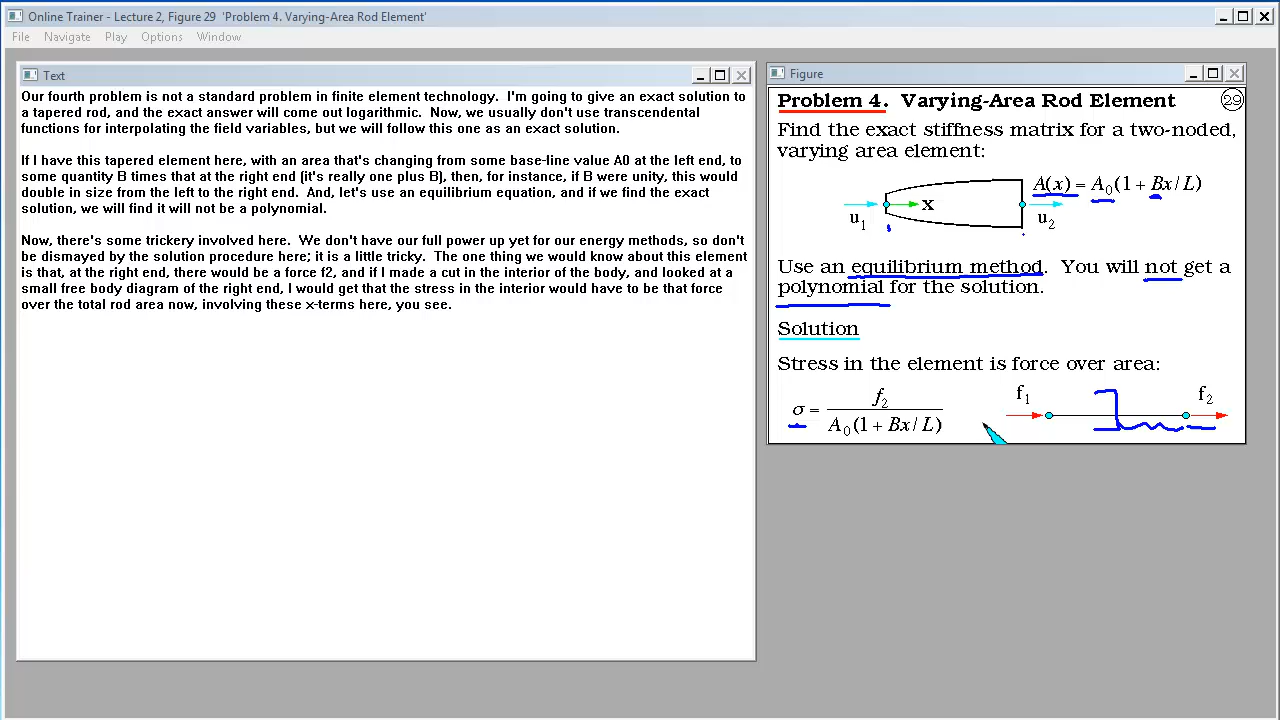 Online Trainer - Lecture 2, Figure 29 'Problem 4. Varying-Area Rod Element'
File Navigate Play Options Window
Text
Our fourth problem is not a standard problem in finite element technology. I'm going to give an exact solution to
a tapered rod, and the exact answer will come out logarithmic. Now, we usually don't use transcendental
functions for interpolating the field variables, but we will follow this one as an exact solution.
If I have this tapered element here, with an area that's changing from some base-line value A0 at the left end, to
some quantity B times that at the right end (it's really one plus B), then, for instance, if B were unity, this would
double in size from the left to the right end. And, let's use an equilibrium equation, and if we find the exact
solution, we will find it will not be a polynomial.
Now, there's some trickery involved here. We don't have our full power up yet for our energy methods, so don't
be dismayed by the solution procedure here; it is a little tricky. The one thing we would know about this element
is that, at the right end, there would be a force f2, and if I made a cut in the interior of the body, and looked at a
small free body diagram of the right end, I would get that the stress in the interior would have to be that force
over the total rod area now, involving these x-terms here, you see.
Figure
Problem 4. Varying-Area Rod Element 29
Find the exact stiffness matrix for a two-noded,
varying area element:
A(x) = A₀(1 + Bx / L)
x
u₁ u₂
Use an equilibrium method. You will not get a
polynomial for the solution.
Solution
Stress in the element is force over area:
σ = f₂ / A₀(1 + Bx / L)
f₁ f₂